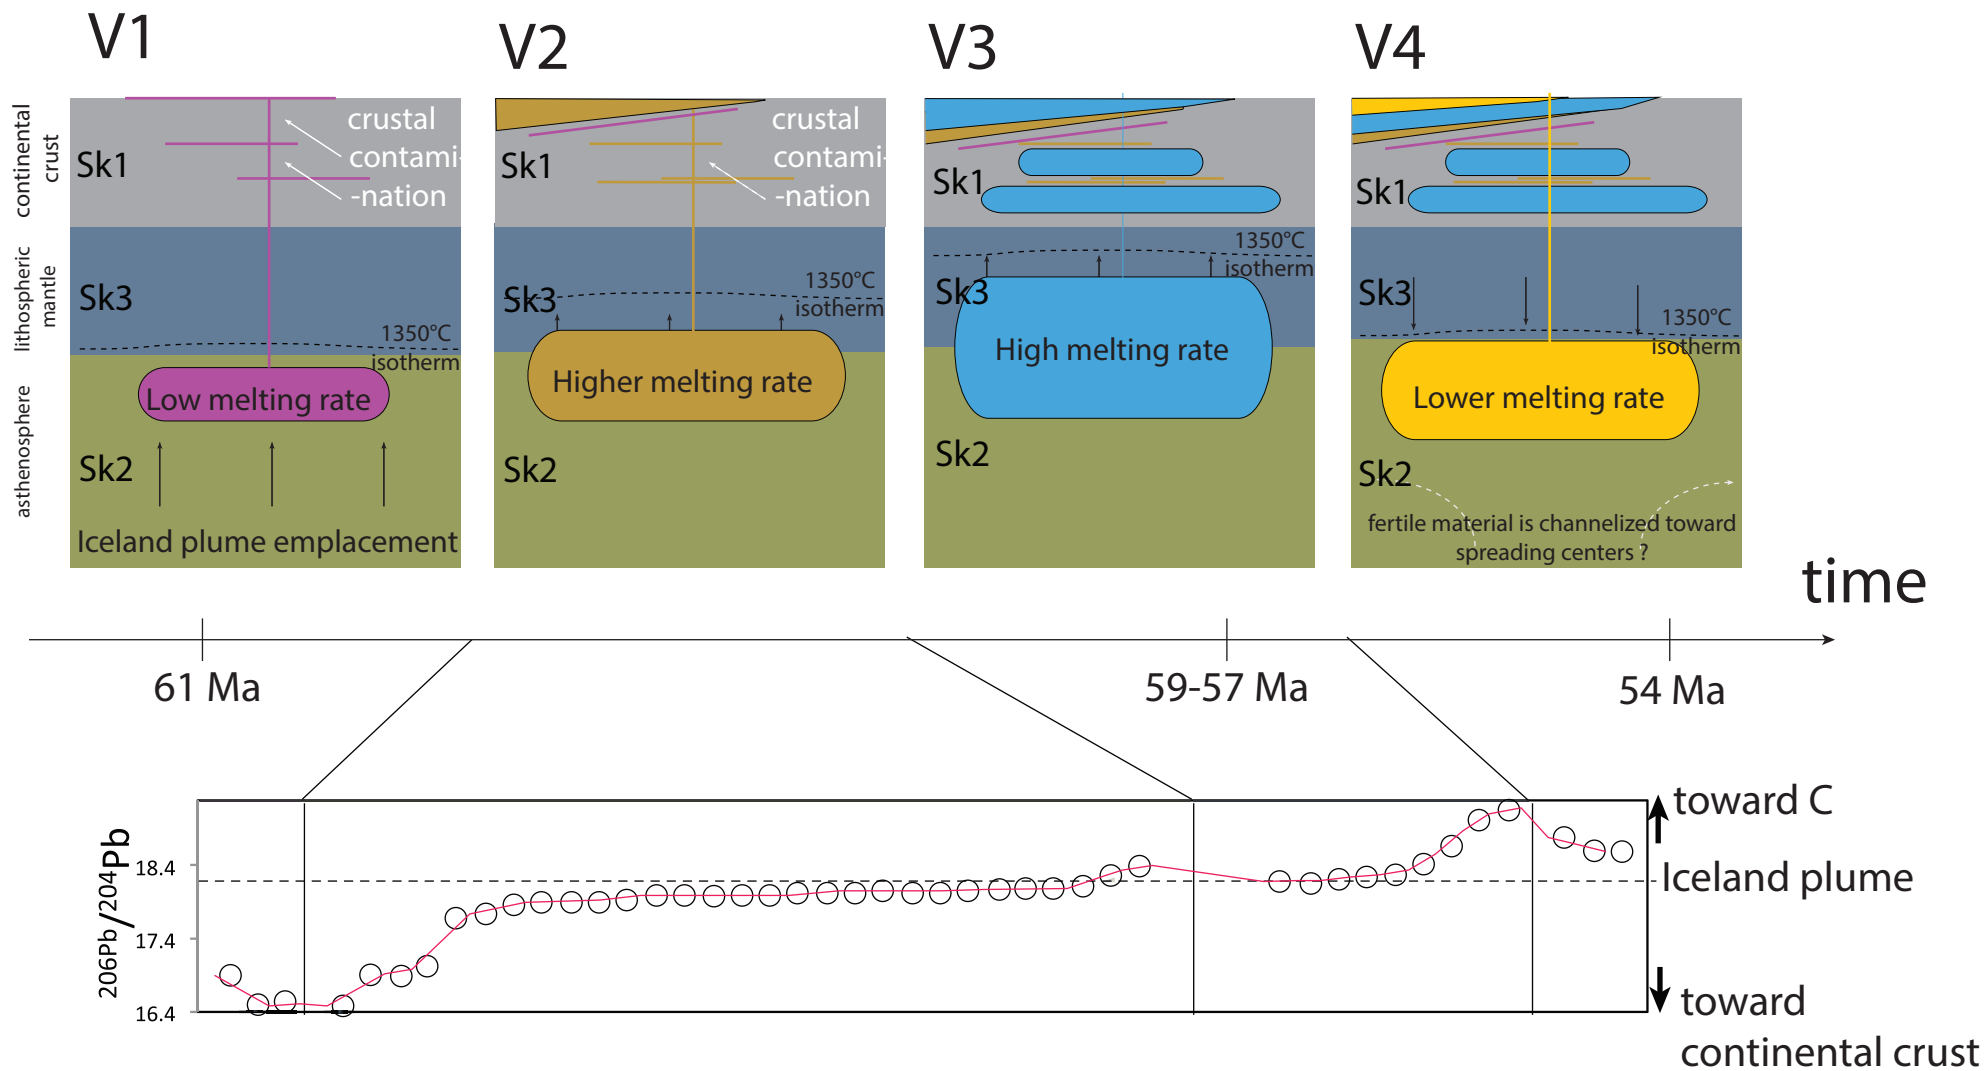 V1
V2
V3
V4
continental
crust
lithospheric
mantle
asthenosphere
Sk1
crustal
contami-
-nation
Sk3
1350°C
isotherm
Low melting rate
Sk2
Iceland plume emplacement
crustal
contami-
-nation
Sk1
Sk3
1350°C
isotherm
Higher melting rate
Sk2
Sk1
1350°C
isotherm
Sk3
High melting rate
Sk2
Sk1
Sk3
1350°C
isotherm
Lower melting rate
Sk2
fertile material is channelized toward
spreading centers ?
time
61 Ma
59-57 Ma
54 Ma
206Pb/204Pb
18.4
17.4
16.4
toward C
Iceland plume
toward
continental crust